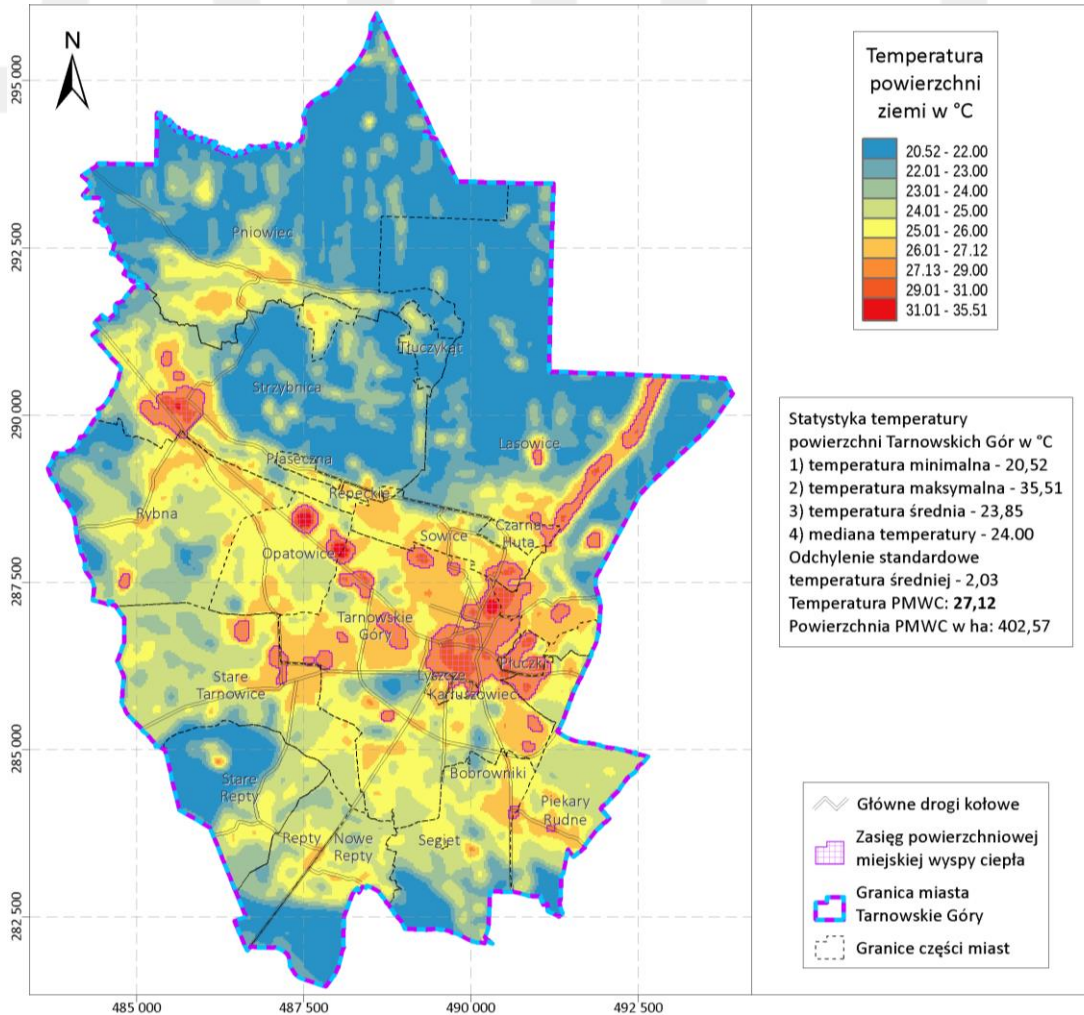 N
295 000
292 500
290 000
287 500
285 000
282 500
485 000
487 500
490 000
492 500
Pniowiec
Tłuczykąt
Strzybnica
Lasowice
Piaseczna
Repeckie
Rybna
Sowice
Czarna
Huta
Opatowice
Tarnowskie
Góry
Płuczki
Łyszcze
Kaniuszowiec
Stare
Tarnowice
Bobrowniki
Stare
Repty
Piekary
Rudne
Repty
Nowe
Repty
Segiet
Temperatura
powierzchni
ziemi w °C
20.52 - 22.00
22.01 - 23.00
23.01 - 24.00
24.01 - 25.00
25.01 - 26.00
26.01 - 27.12
27.13 - 29.00
29.01 - 31.00
31.01 - 35.51
Statystyka temperatury
powierzchni Tarnowskich Gór w °C
1) temperatura minimalna - 20,52
2) temperatura maksymalna - 35,51
3) temperatura średnia - 23,85
4) mediana temperatury - 24.00
Odchylenie standardowe
temperatura średniej - 2,03
Temperatura PMWC: 27,12
Powierzchnia PMWC w ha: 402,57
Główne drogi kołowe
Zasięg powierzchniowej
miejskiej wyspy ciepła
Granica miasta
Tarnowskie Góry
Granice części miast